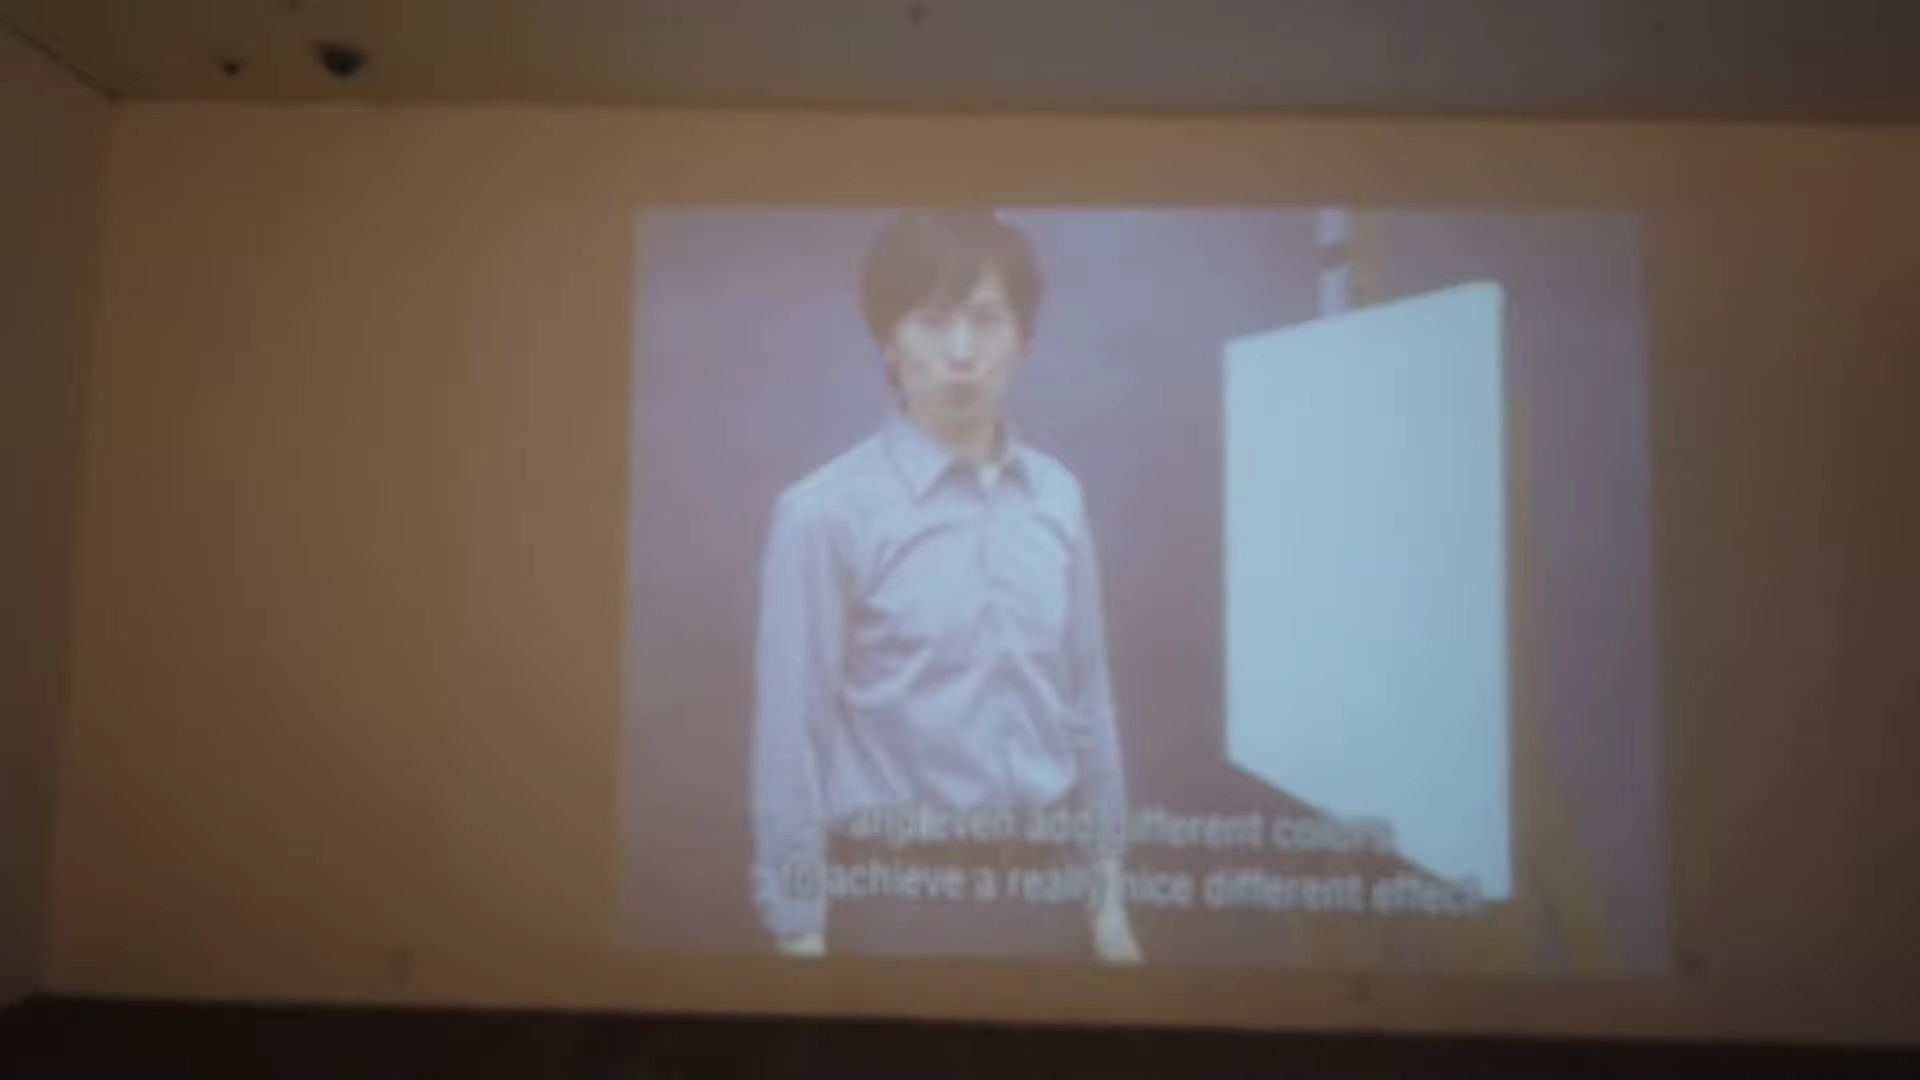 and even add different colors
to achieve a really nice different effect